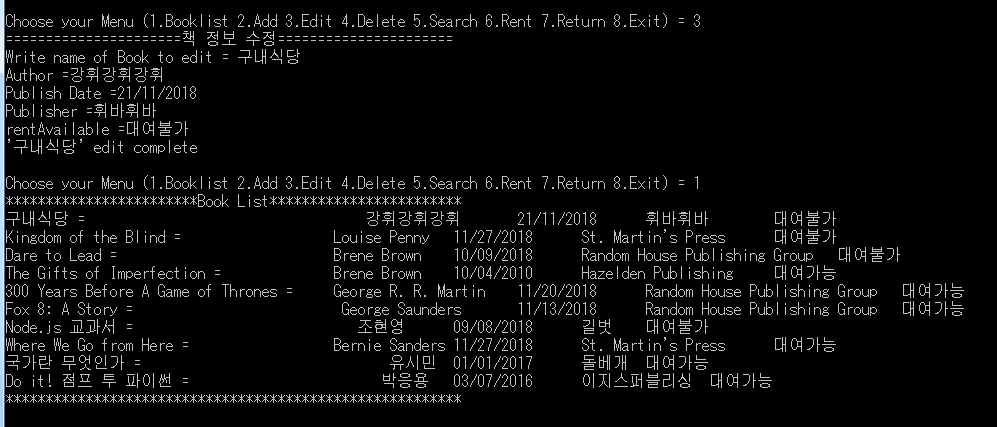 Choose your Menu (1.Booklist 2.Add 3.Edit 4.Delete 5.Search 6.Rent 7.Return 8.Exit) = 3
======================책 정보 수정======================
Write name of Book to edit = 구내식당
Author =강휘강휘강휘
Publish Date =21/11/2018
Publisher =휘바휘바
rentAvailable =대여불가
'구내식당' edit complete
Choose your Menu (1.Booklist 2.Add 3.Edit 4.Delete 5.Search 6.Rent 7.Return 8.Exit) = 1
************************Book List************************
구내식당 = 강휘강휘강휘 21/11/2018 휘바휘바 대여불가
Kingdom of the Blind = Louise Penny 11/27/2018 St. Martin's Press 대여불가
Dare to Lead = Brene Brown 10/09/2018 Random House Publishing Group 대여불가
The Gifts of Imperfection = Brene Brown 10/04/2010 Hazelden Publishing 대여가능
300 Years Before A Game of Thrones = George R. R. Martin 11/20/2018 Random House Publishing Group 대여가능
Fox 8: A Story = George Saunders 11/13/2018 Random House Publishing Group 대여가능
Node.js 교과서 = 조현영 09/08/2018 길벗 대여불가
Where We Go from Here = Bernie Sanders 11/27/2018 St. Martin's Press 대여가능
국가란 무엇인가 = 유시민 01/01/2017 돌베개 대여가능
Do it! 점프 투 파이썬 = 박응용 03/07/2016 이지스퍼블리싱 대여가능
*********************************************************